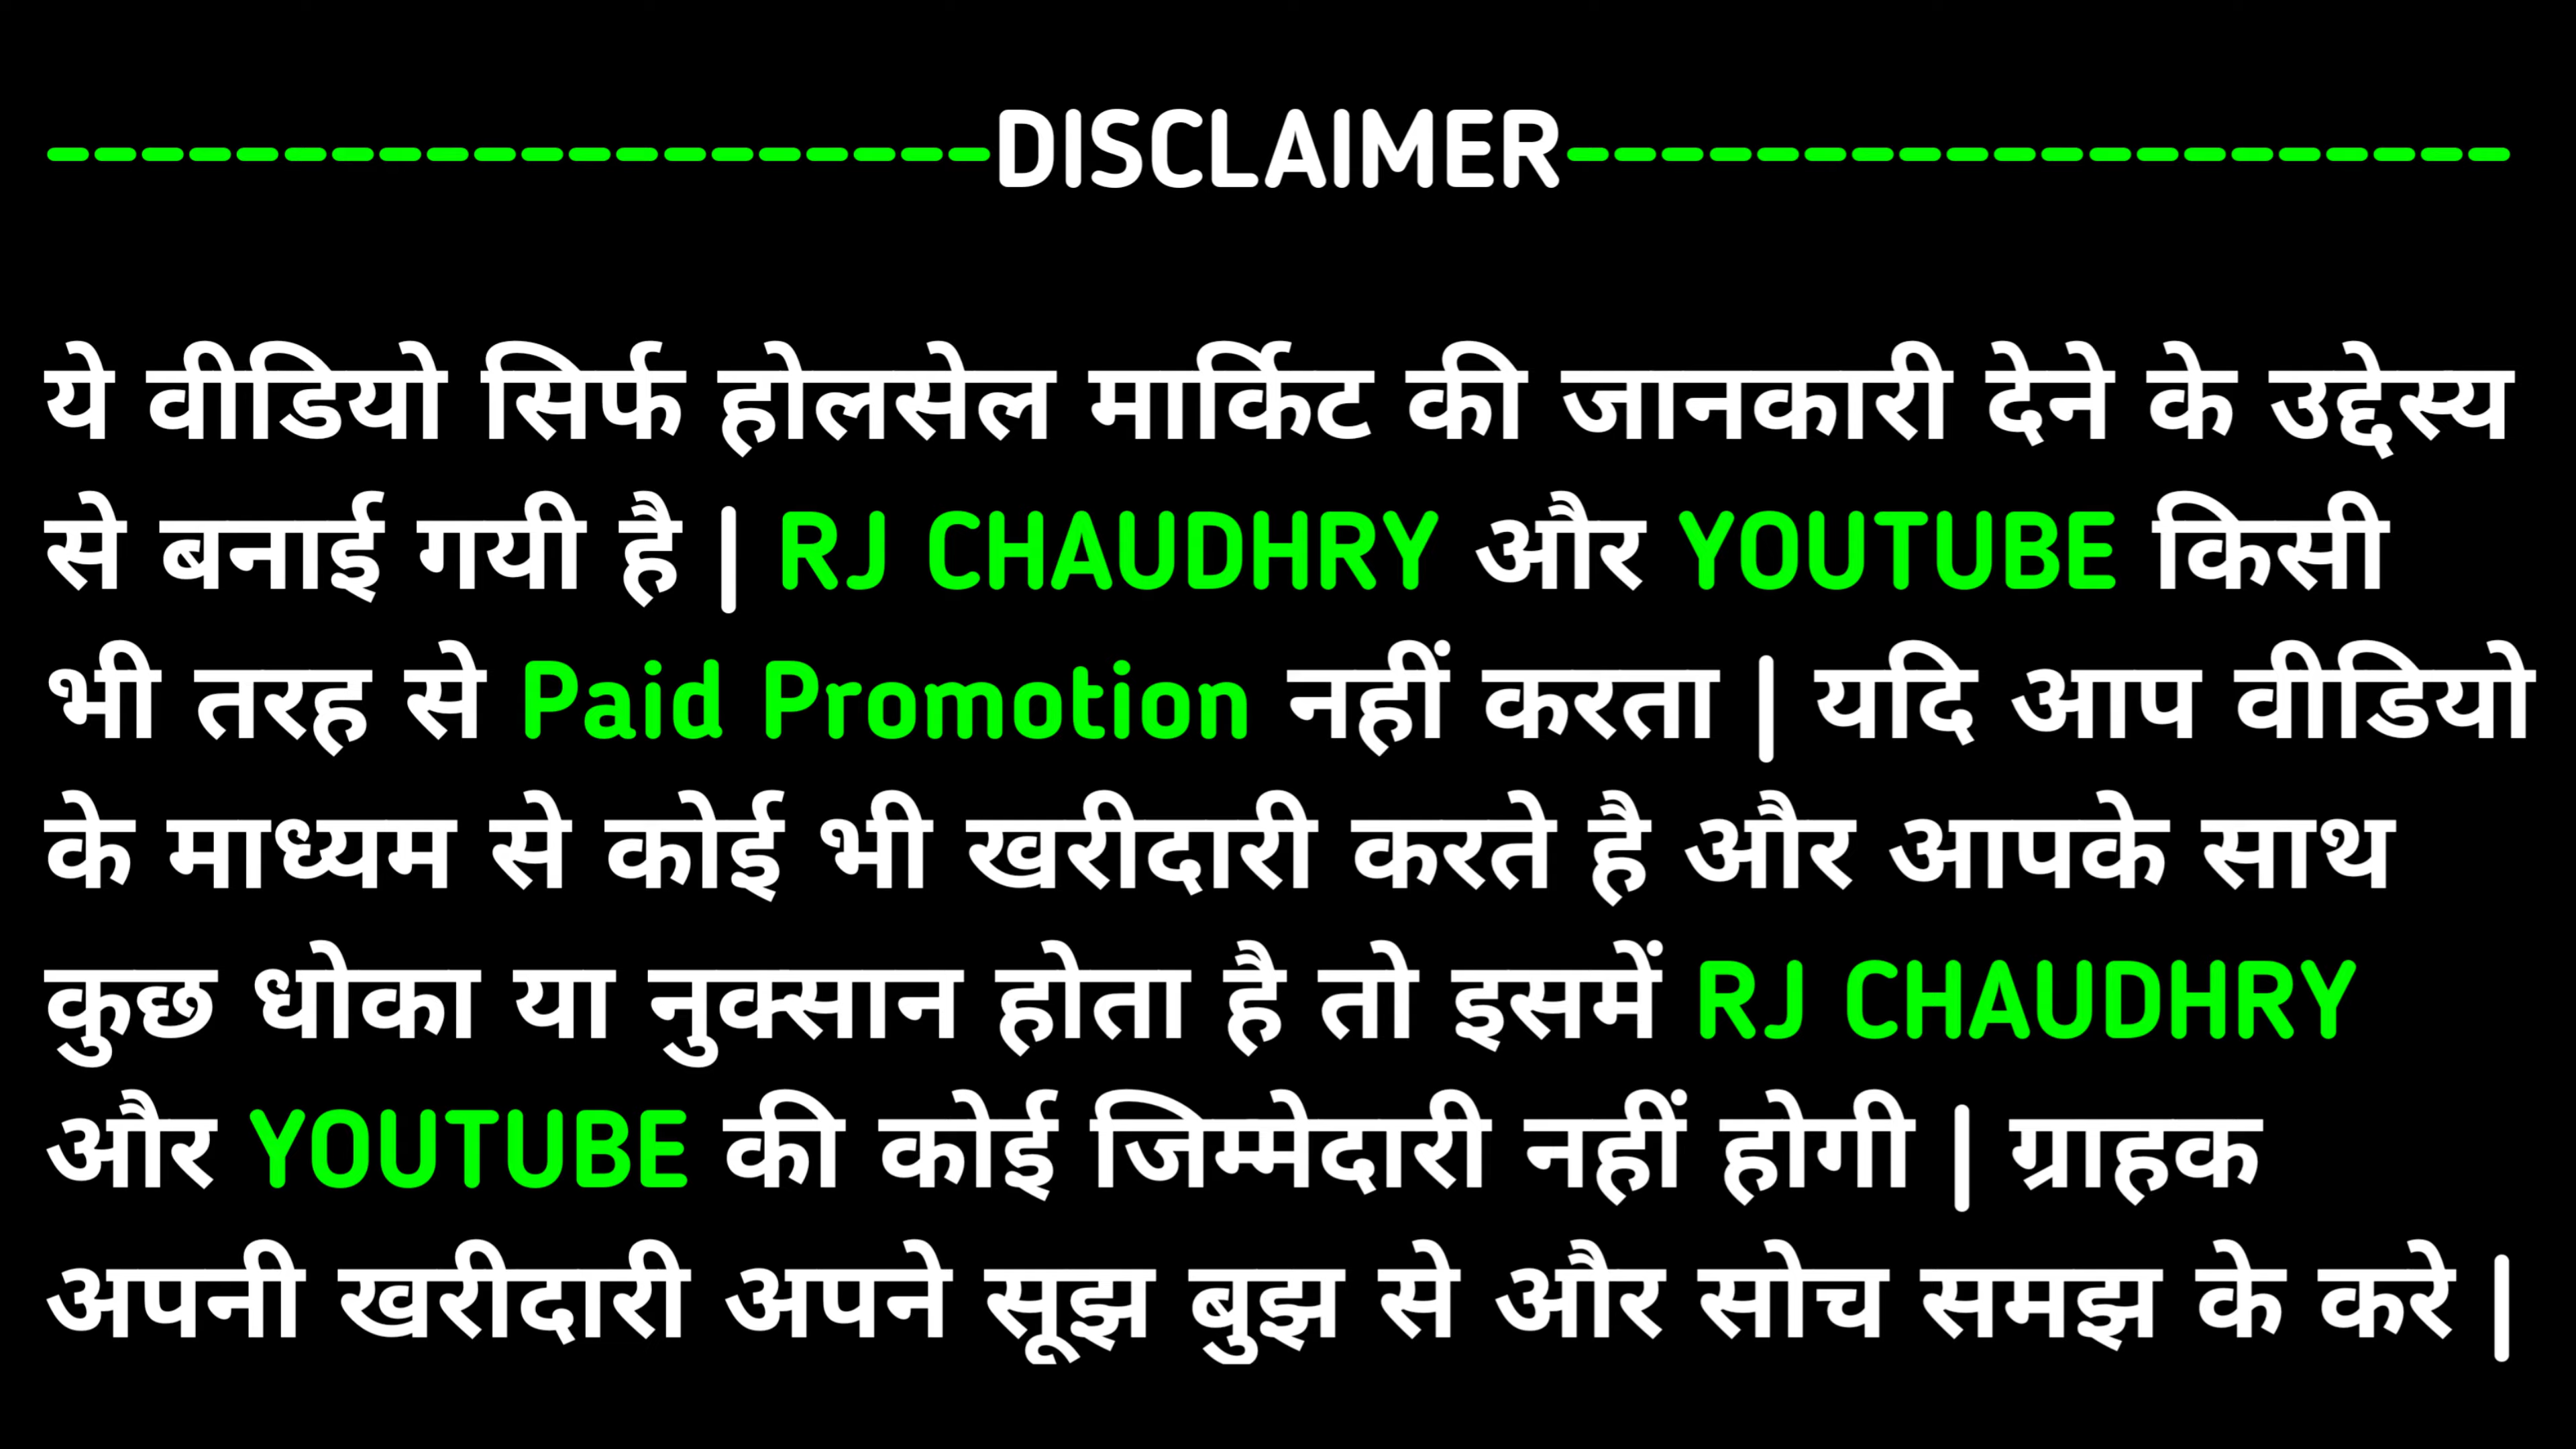 --------------------DISCLAIMER--------------------
ये वीडियो सिर्फ होलसेल मार्किट की जानकारी देने के उद्देस्य
से बनाई गयी है | RJ CHAUDHRY और YOUTUBE किसी
भी तरह से Paid Promotion नहीं करता | यदि आप वीडियो
के माध्यम से कोई भी खरीदारी करते है और आपके साथ
कुछ धोका या नुक्सान होता है तो इसमें RJ CHAUDHRY
और YOUTUBE की कोई जिम्मेदारी नहीं होगी | ग्राहक
अपनी खरीदारी अपने सूझ बुझ से और सोच समझ के करे |